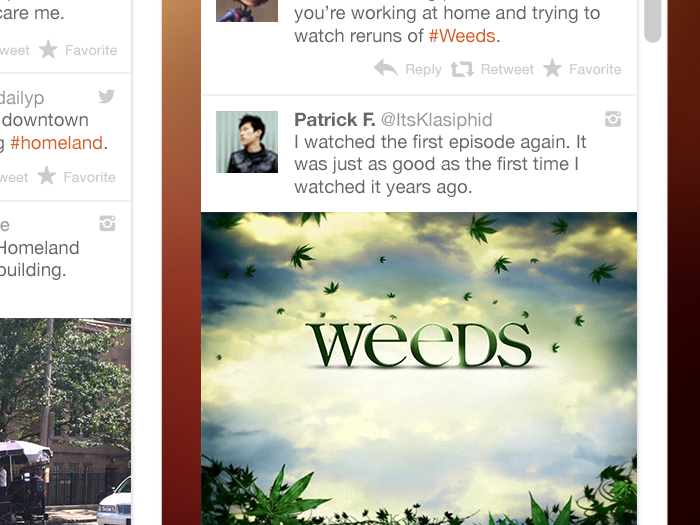 care me.
Favorite
dailyp
downtown
#homeland.
Favorite
Homeland
building.
you're working at home and trying to
watch reruns of #Weeds.
Reply Retweet Favorite
Patrick F. @ItsKlasiphid
I watched the first episode again. It
was just as good as the first time I
watched it years ago.
WEEDS